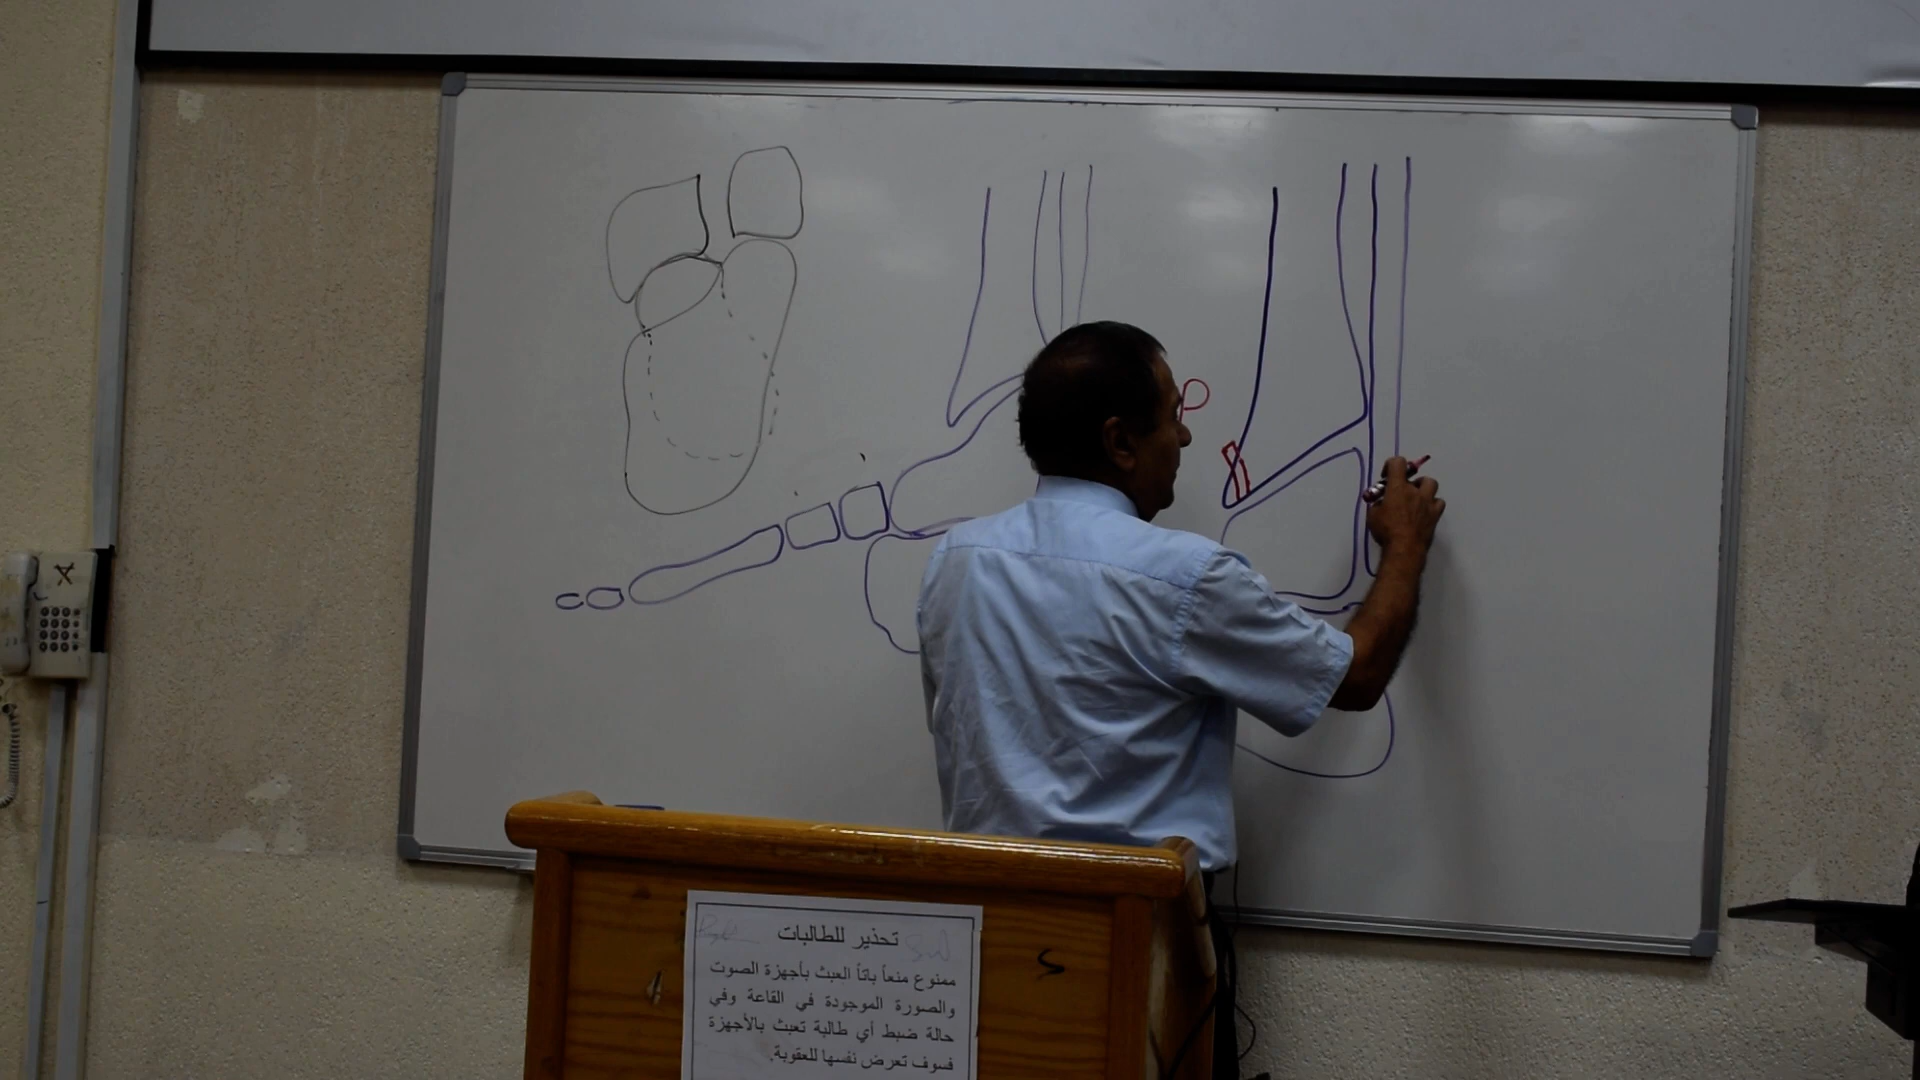 P
تحذير للطالبات
ممنوع منعاً باتاً العبث بأجهزة الصوت
والصورة الموجودة في القاعة وفي
حالة ضبط أي طالبة تعبث بالأجهزة
فسوف تعرض نفسها للعقوبة.